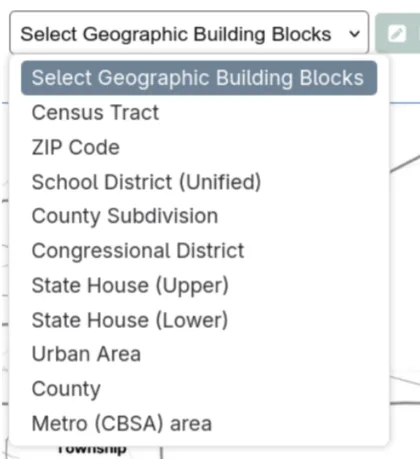 Select Geographic Building Blocks
Select Geographic Building Blocks
Census Tract
ZIP Code
School District (Unified)
County Subdivision
Congressional District
State House (Upper)
State House (Lower)
Urban Area
County
Metro (CBSA) area
Township